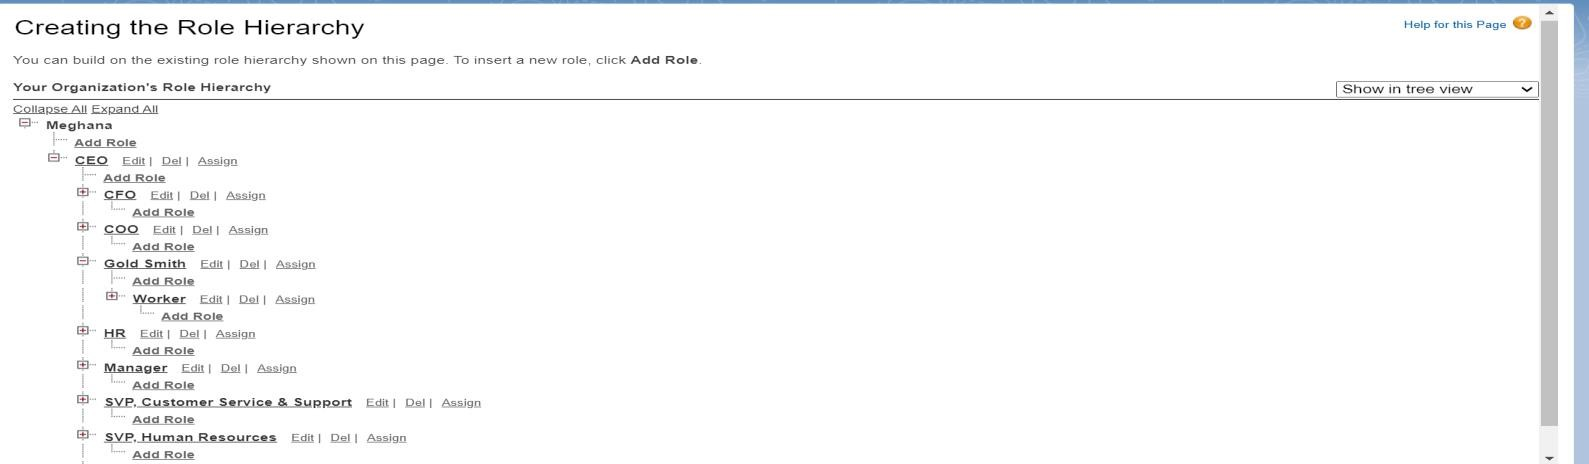 Creating the Role Hierarchy
Help for this Page ?
You can build on the existing role hierarchy shown on this page. To insert a new role, click Add Role.
Your Organization's Role Hierarchy
Show in tree view
Collapse All Expand All
Meghana
Add Role
CEO Edit | Del | Assign
Add Role
CFO Edit | Del | Assign
Add Role
COO Edit | Del | Assign
Add Role
Gold Smith Edit | Del | Assign
Add Role
Worker Edit | Del | Assign
Add Role
HR Edit | Del | Assign
Add Role
Manager Edit | Del | Assign
Add Role
SVP, Customer Service & Support Edit | Del | Assign
Add Role
SVP, Human Resources Edit | Del | Assign
Add Role